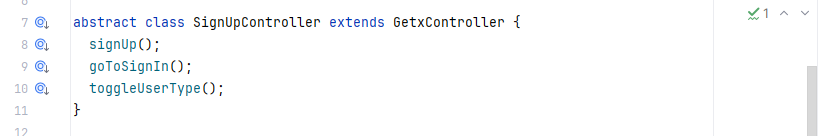 7 abstract class SignUpController extends GetxController {
8 signUp();
9 goToSignIn();
10 toggleUserType();
11 }
12
1